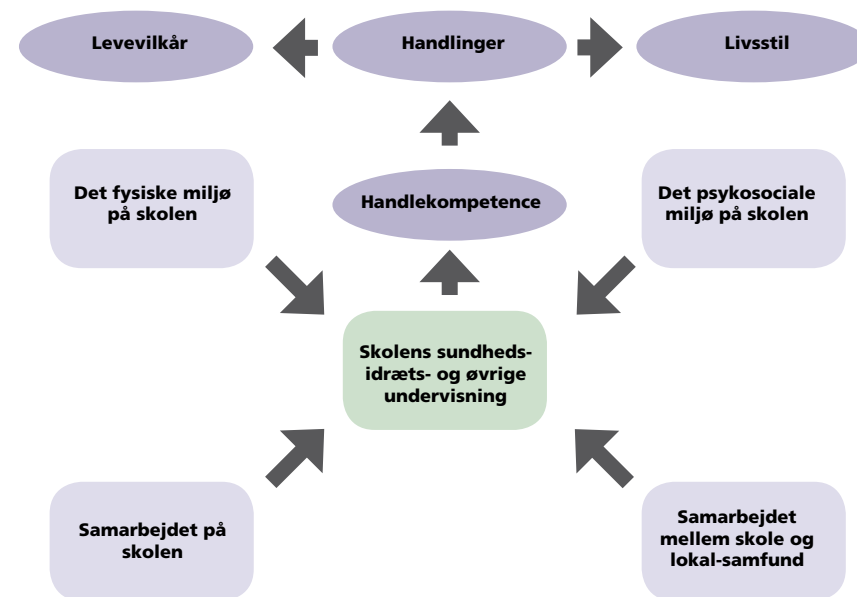 Levevilkår
Handlinger
Livsstil
Det fysiske miljø
på skolen
Handlekompetence
Det psykosociale
miljø på skolen
Skolens sundheds-
idræts- og øvrige
undervisning
Samarbejdet på
skolen
Samarbejdet
mellem skole og
lokal-samfund